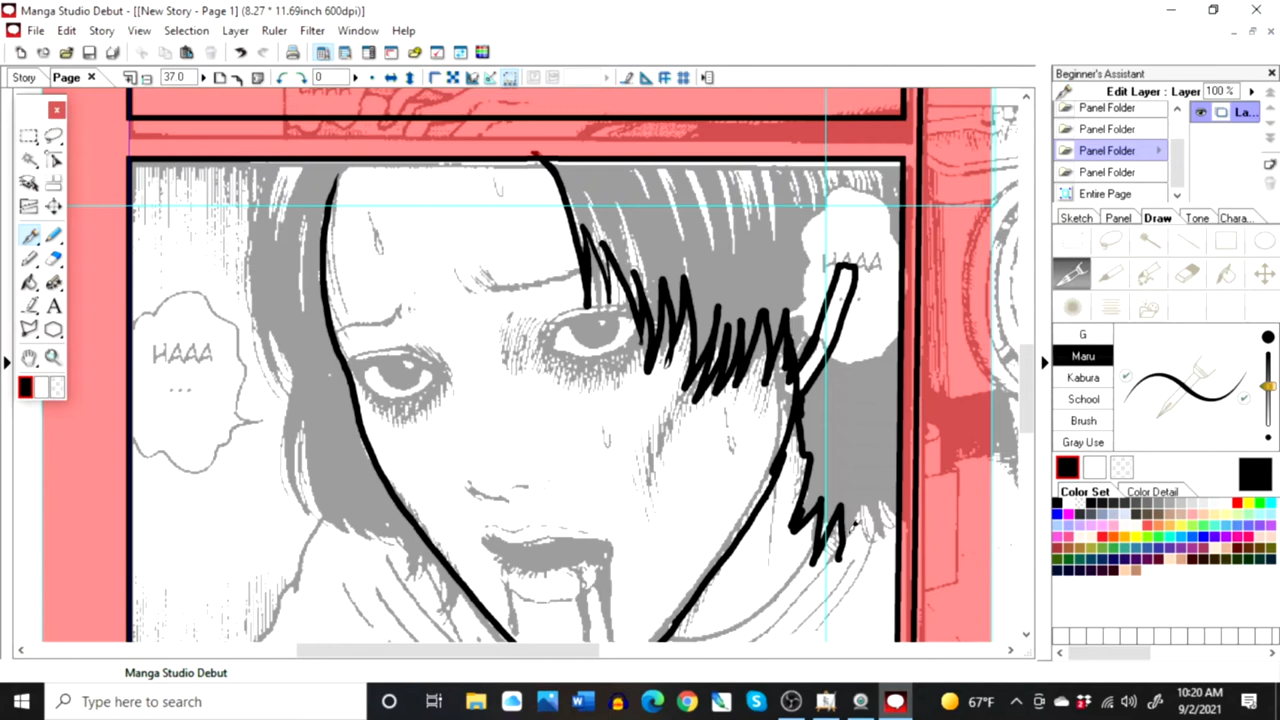 Manga Studio Debut - [[New Story - Page 1] (8.27 * 11.69inch 600dpi)]
File Edit Story View Selection Layer Ruler Filter Window Help
Story Page 37.0 0
Beginner's Assistant
Edit Layer : Layer 100 %
Panel Folder La...
Panel Folder
Panel Folder
Panel Folder
Entire Page
Sketch Panel Draw Tone Chara...
HAAA
HAAA
...
G
Maru
Kabura
School
Brush
Gray Use
Color Set Color Detail
Manga Studio Debut
Type here to search
67°F
10:20 AM
9/2/2021